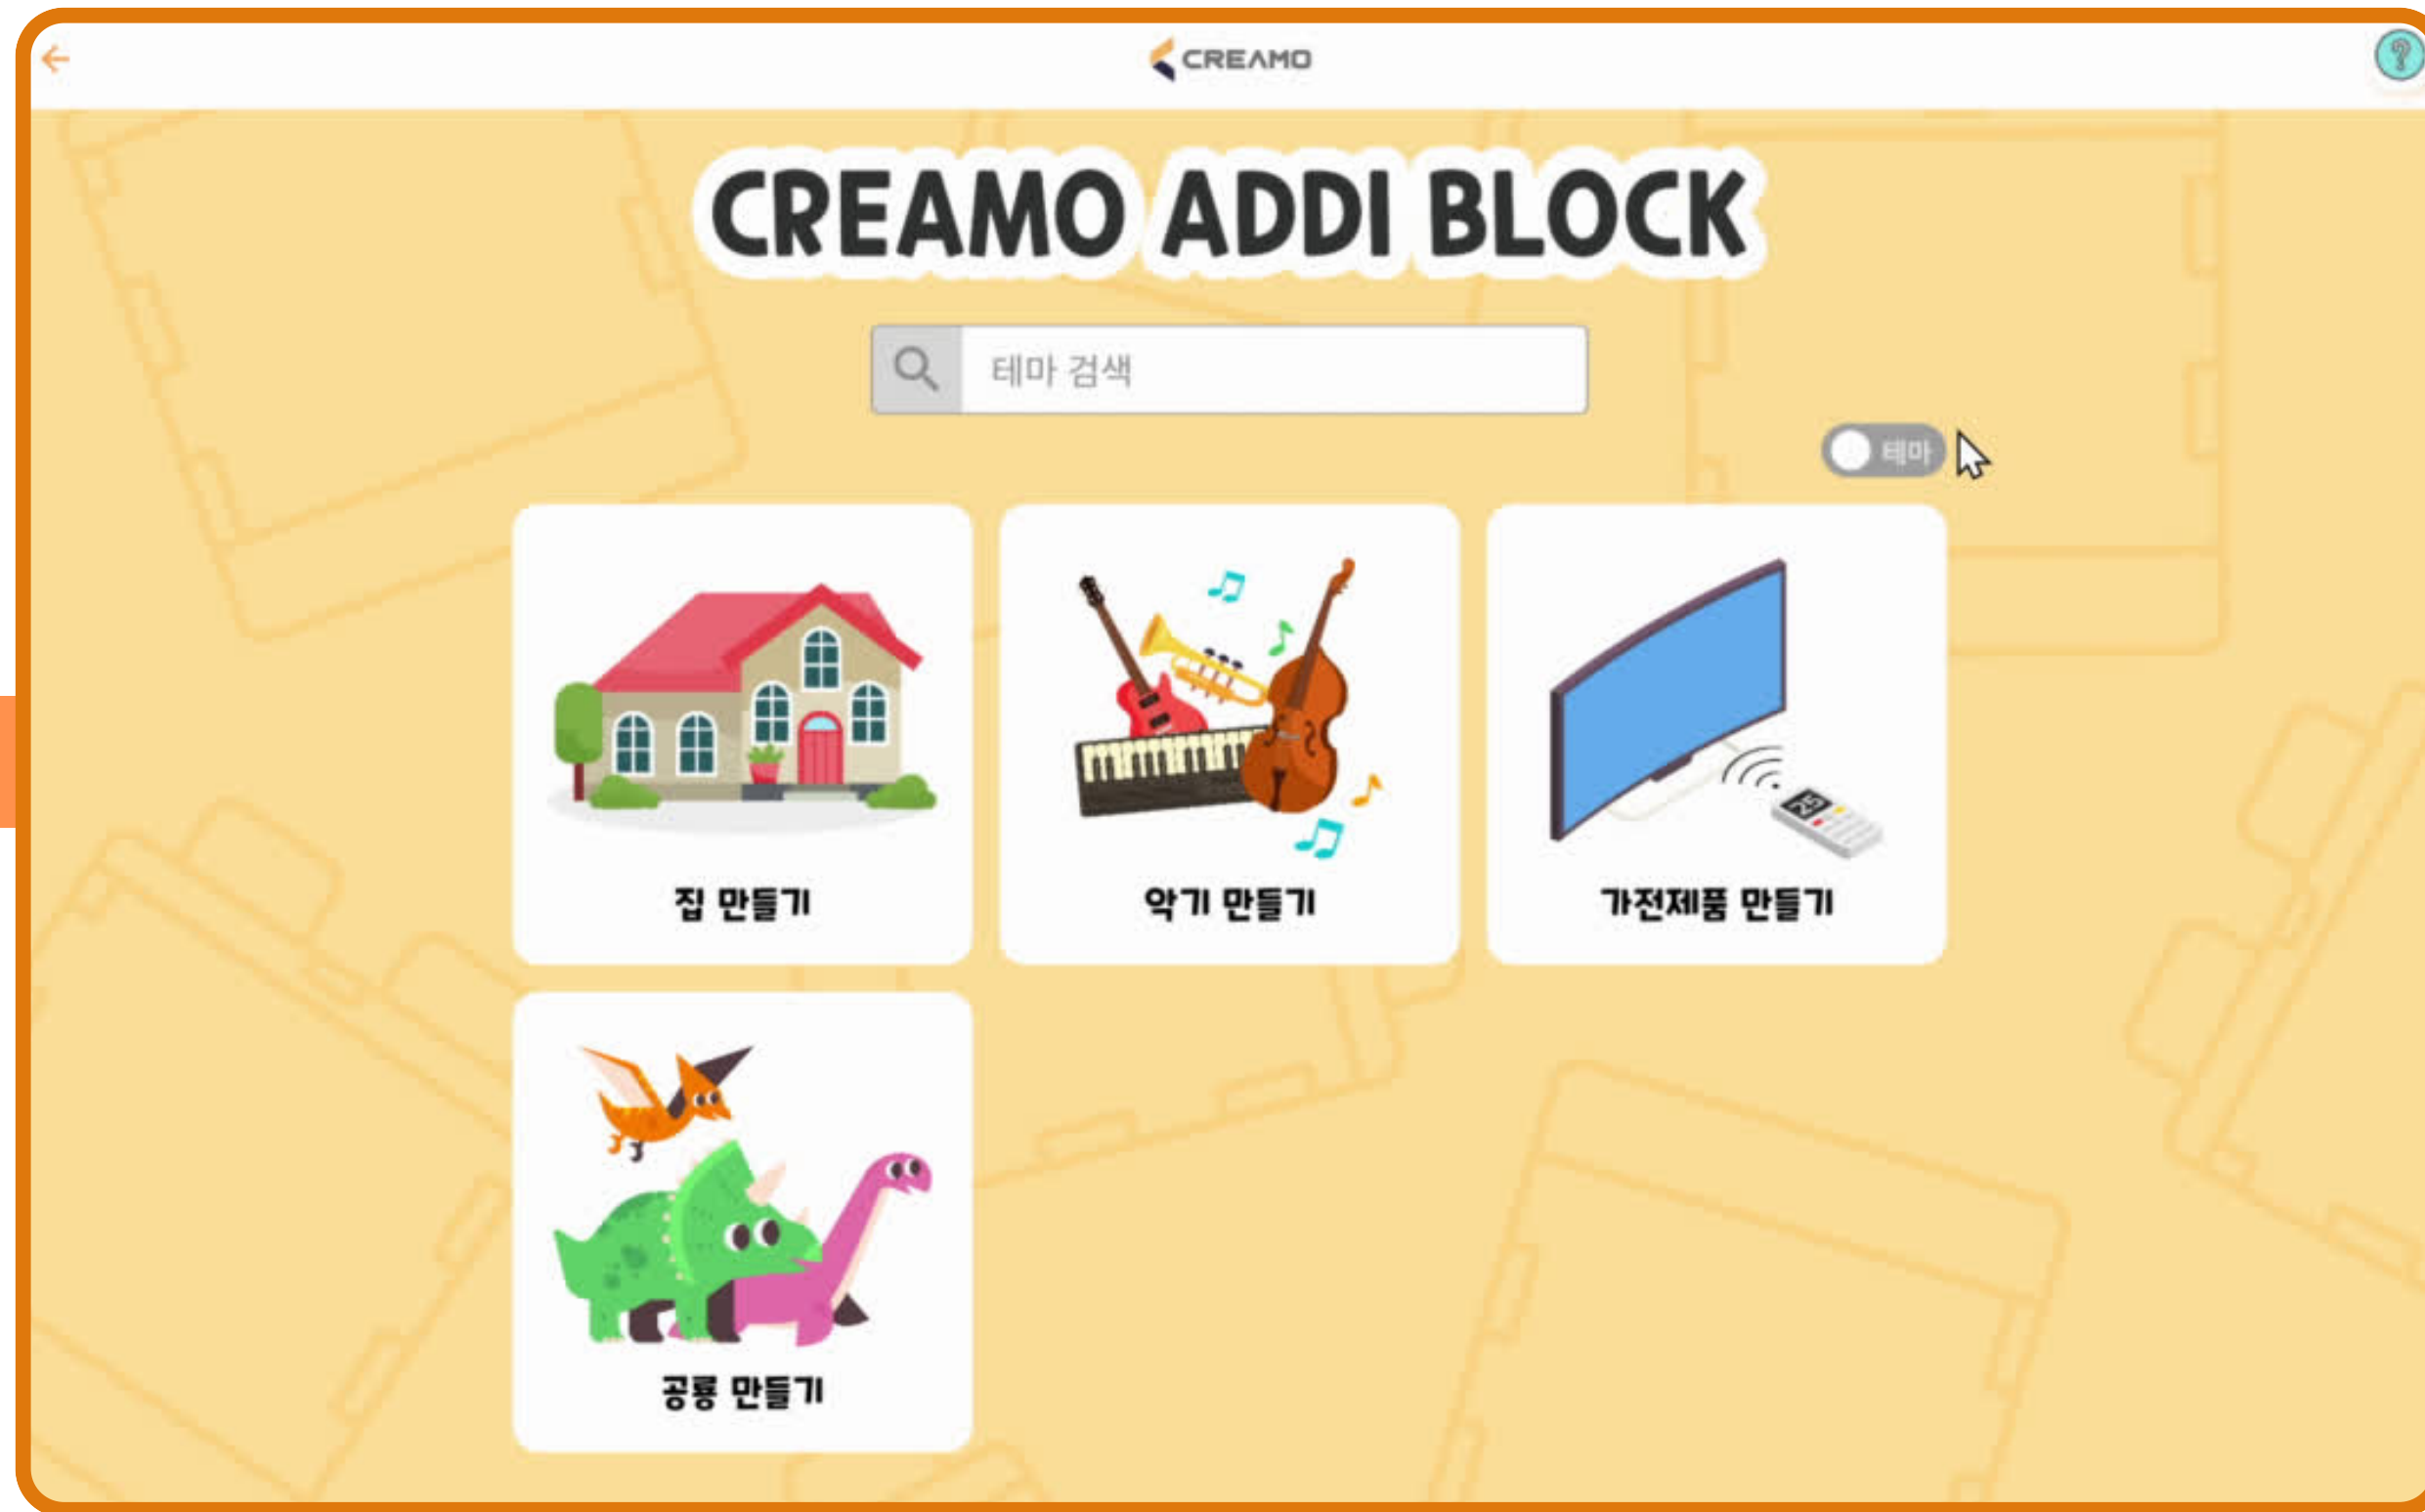 CREAMO
?
CREAMO ADDI BLOCK
테마 검색
테마
집 만들기
악기 만들기
가전제품 만들기
25
공룡 만들기